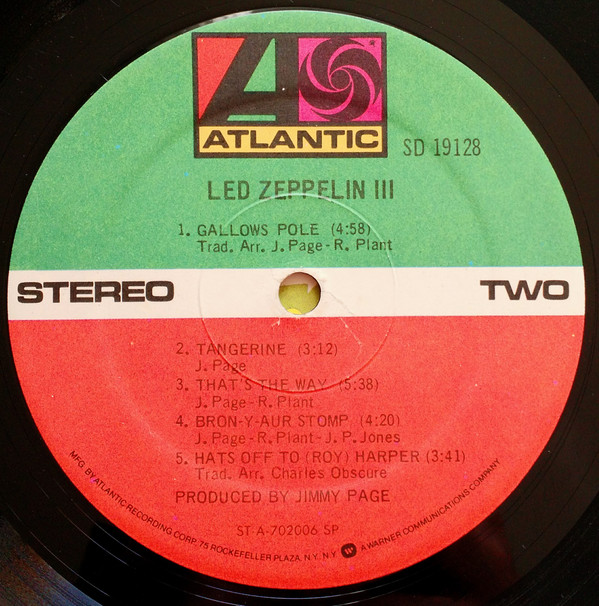 ATLANTIC
SD 19128
LED ZEPPELIN III
1. GALLOWS POLE (4:58)
Trad. Arr. J. Page-R. Plant
STEREO
TWO
2. TANGERINE (3:12)
J. Page
3. THAT'S THE WAY (5:38)
J. Page-R. Plant
4. BRON-Y-AUR STOMP (4:20)
J. Page-R. Plant-J. P. Jones
5. HATS OFF TO (ROY) HARPER (3:41)
Trad. Arr. Charles Obscure
PRODUCED BY JIMMY PAGE
ST-A-702006 SP
MFG. BY ATLANTIC RECORDING CORP. 75 ROCKEFELLER PLAZA, N.Y. N.Y. A WARNER COMMUNICATIONS COMPANY